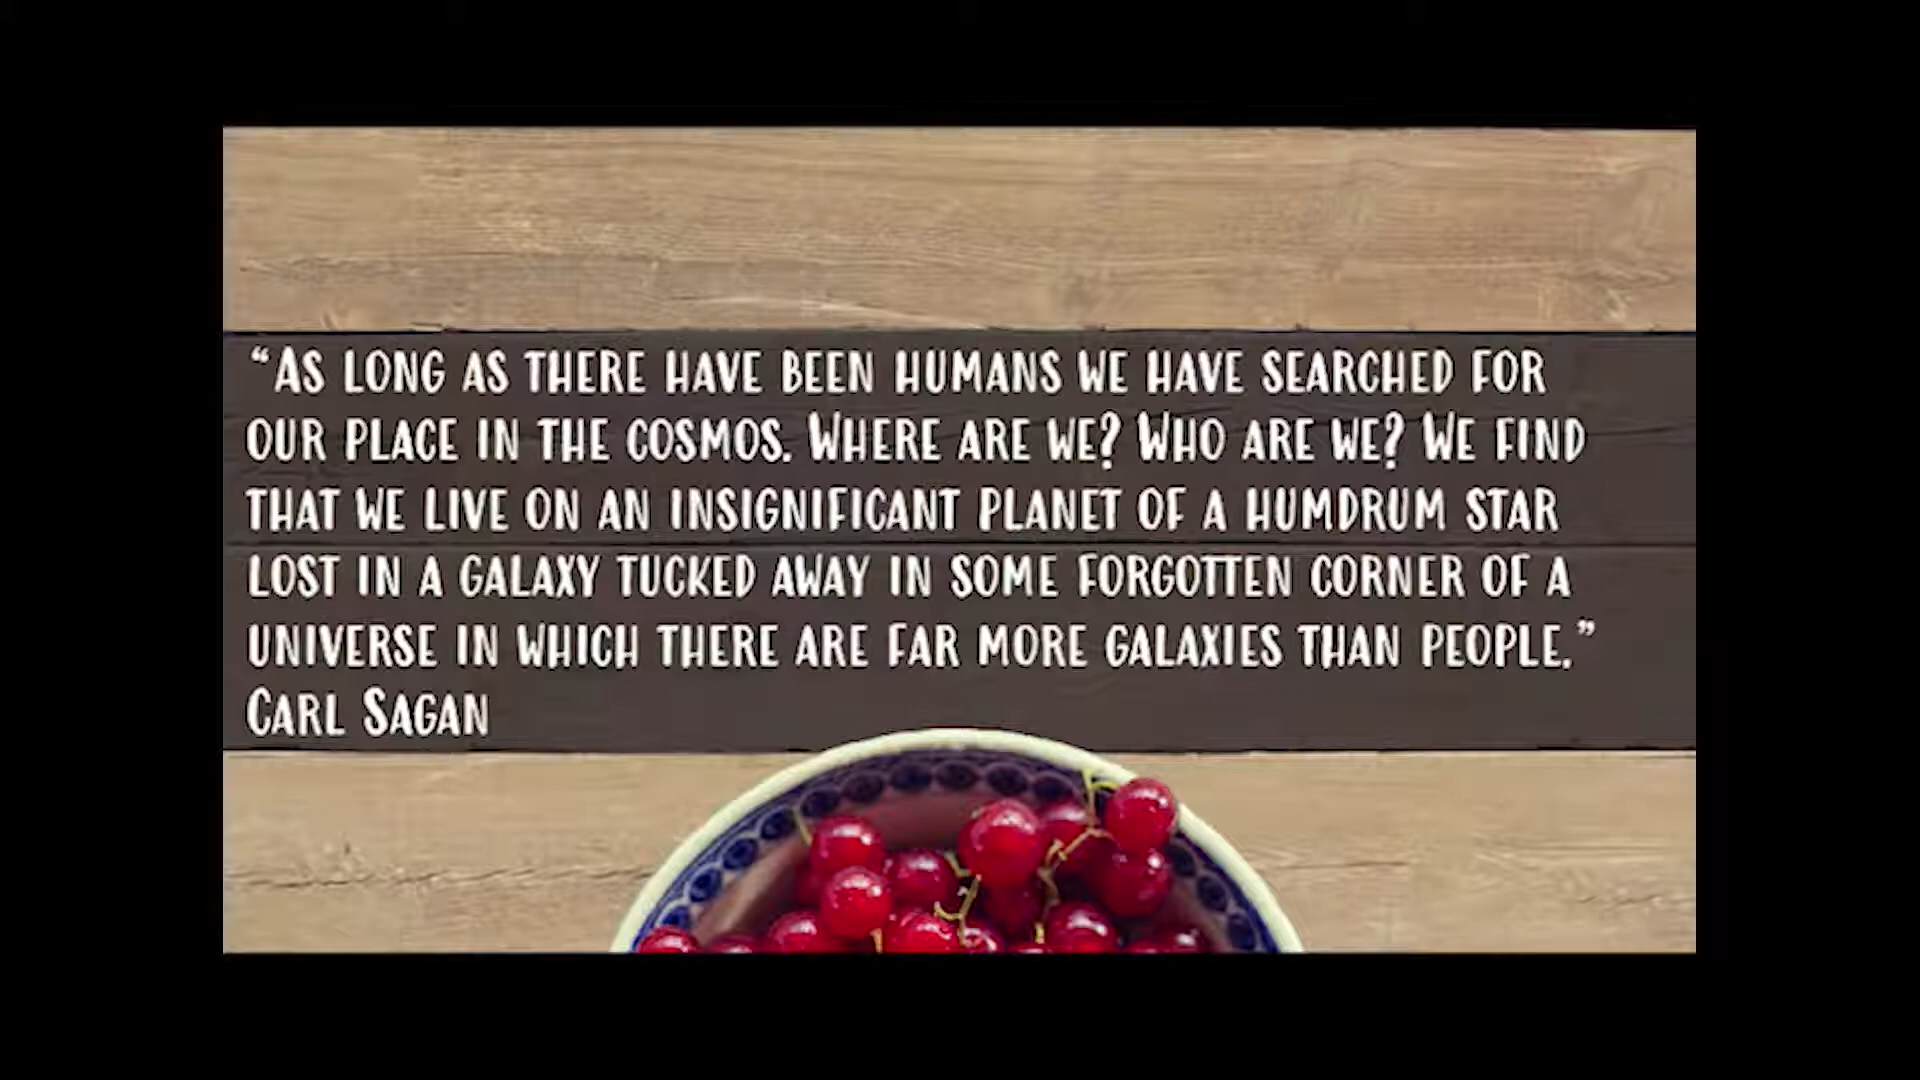 “As long as there have been humans we have searched for
our place in the cosmos. Where are we? Who are we? We find
that we live on an insignificant planet of a humdrum star
lost in a galaxy tucked away in some forgotten corner of a
universe in which there are far more galaxies than people.”
Carl Sagan